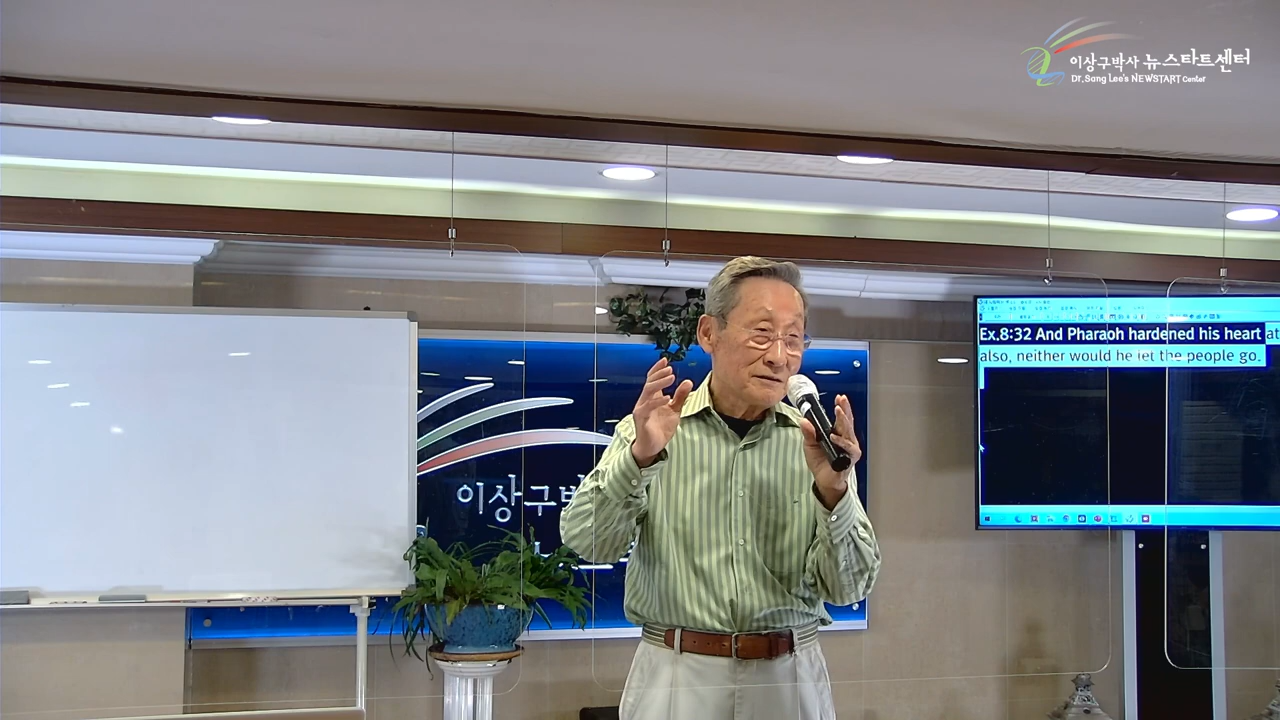 이상구박사 뉴스타트센터
Dr. Sang Lee's NEWSTART Center
Ex.8:32 And Pharaoh hardened his heart at
also, neither would he let the people go.
이상구박